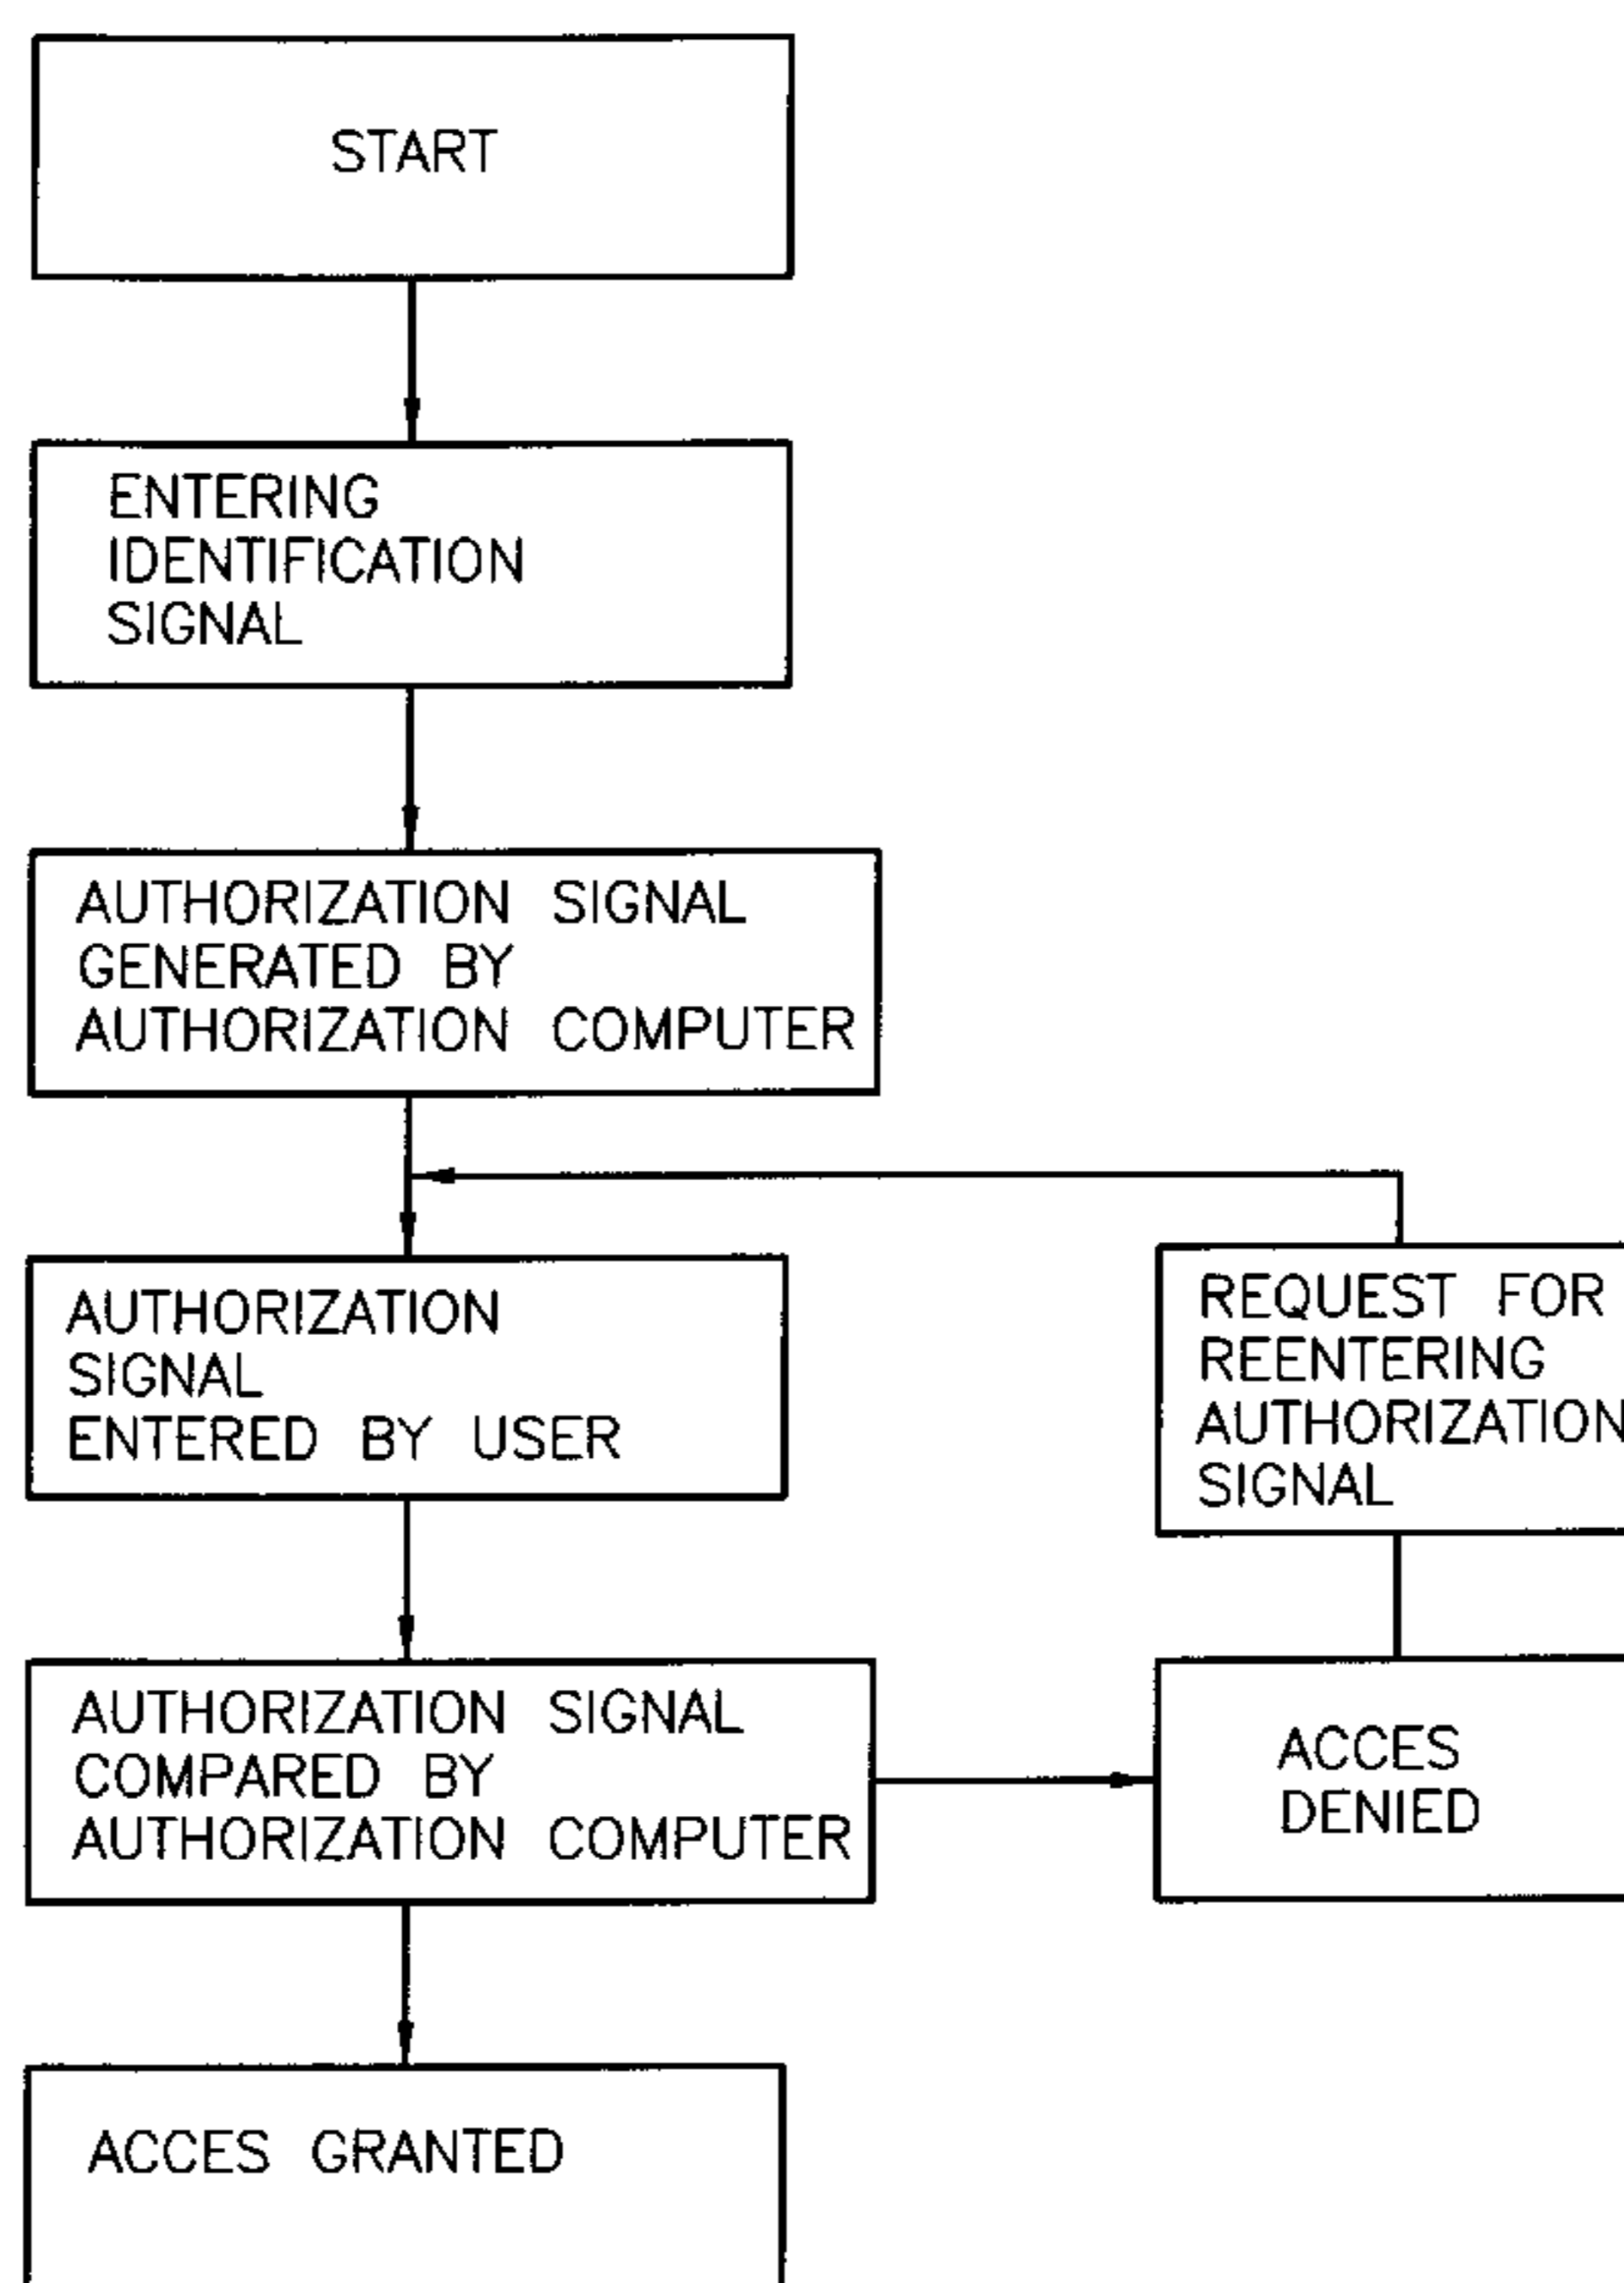 START
ENTERING
IDENTIFICATION
SIGNAL
AUTHORIZATION SIGNAL
GENERATED BY
AUTHORIZATION COMPUTER
AUTHORIZATION
SIGNAL
ENTERED BY USER
REQUEST FOR
REENTERING
AUTHORIZATION
SIGNAL
AUTHORIZATION SIGNAL
COMPARED BY
AUTHORIZATION COMPUTER
ACCES
DENIED
ACCES GRANTED